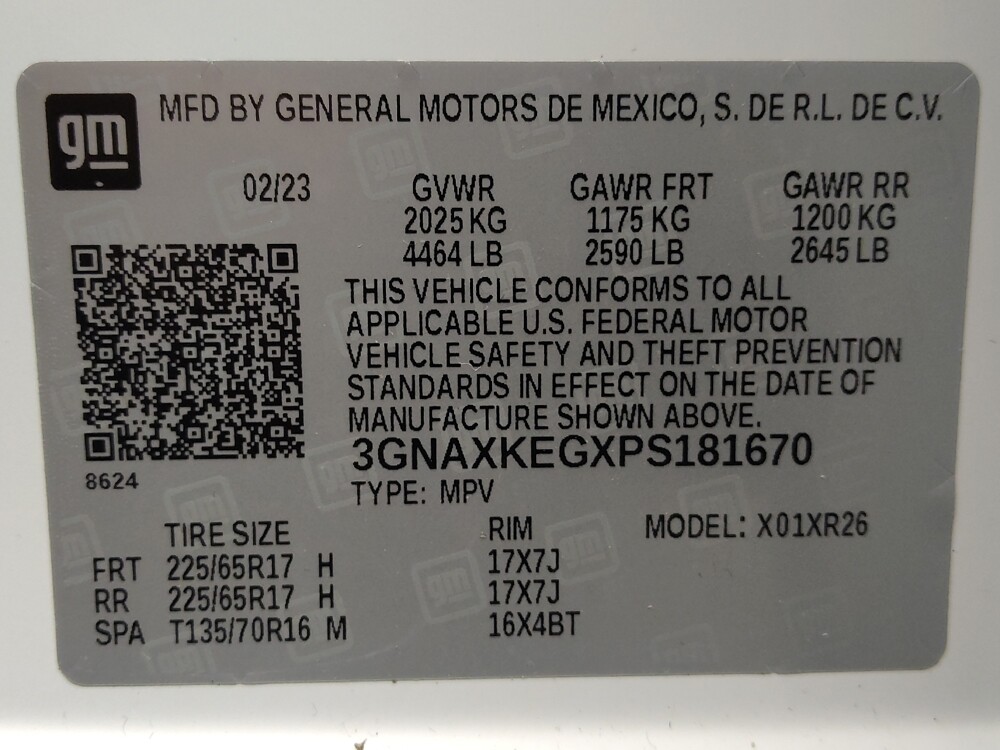 gm
MFD BY GENERAL MOTORS DE MEXICO, S. DE R.L. DE C.V.
02/23 GVWR GAWR FRT GAWR RR
2025 KG 1175 KG 1200 KG
4464 LB 2590 LB 2645 LB
THIS VEHICLE CONFORMS TO ALL
APPLICABLE U.S. FEDERAL MOTOR
VEHICLE SAFETY AND THEFT PREVENTION
STANDARDS IN EFFECT ON THE DATE OF
MANUFACTURE SHOWN ABOVE.
3GNAXKEGXPS181670
8624
TYPE: MPV
TIRE SIZE RIM MODEL: X01XR26
FRT 225/65R17 H 17X7J
RR 225/65R17 H 17X7J
SPA T135/70R16 M 16X4BT